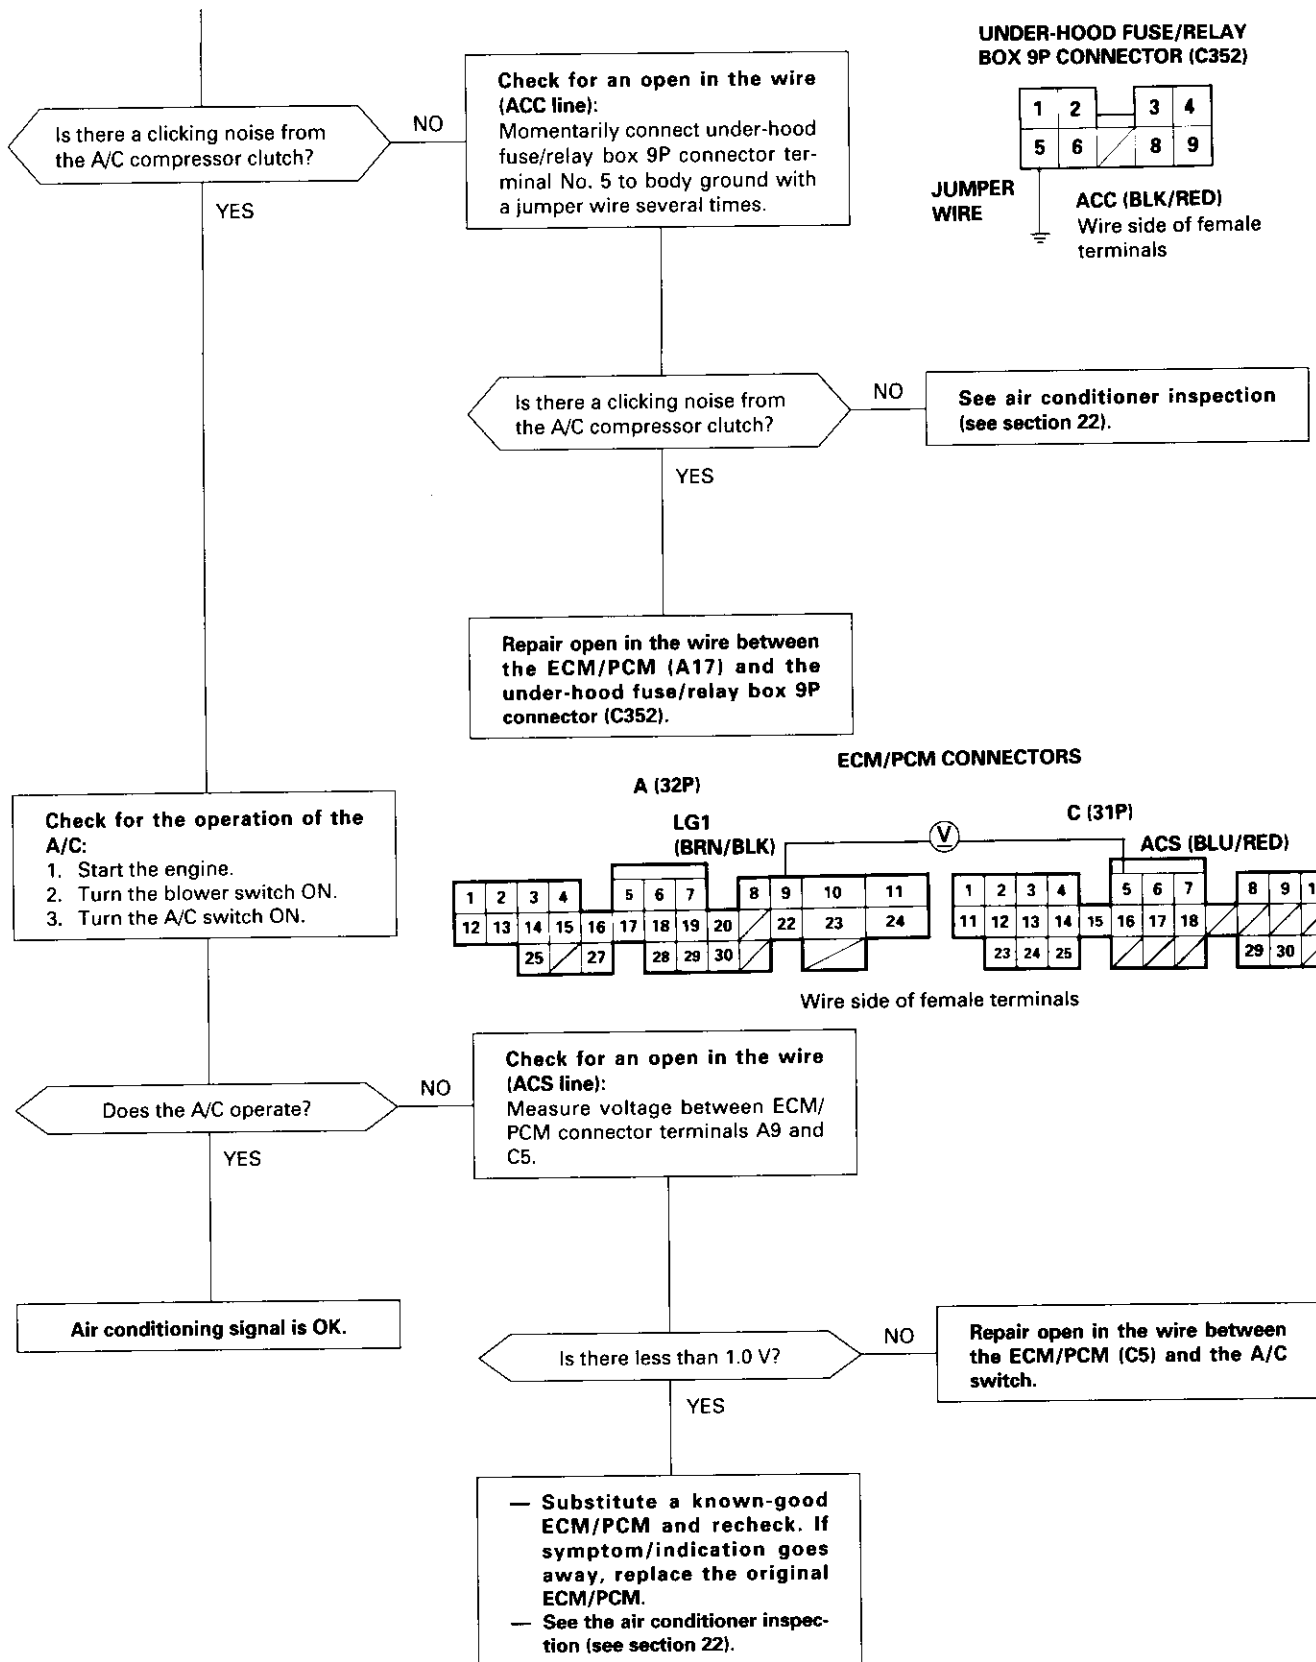 UNDER-HOOD FUSE/RELAY
BOX 9P CONNECTOR (C352)
1 2 3 4
5 6 8 9
JUMPER
WIRE
ACC (BLK/RED)
Wire side of female
terminals
Is there a clicking noise from
the A/C compressor clutch?
NO
YES
Check for an open in the wire
(ACC line):
Momentarily connect under-hood
fuse/relay box 9P connector ter-
minal No. 5 to body ground with
a jumper wire several times.
Is there a clicking noise from
the A/C compressor clutch?
NO
See air conditioner inspection
(see section 22).
YES
Repair open in the wire between
the ECM/PCM (A17) and the
under-hood fuse/relay box 9P
connector (C352).
ECM/PCM CONNECTORS
A (32P)
LG1
(BRN/BLK)
V
C (31P)
ACS (BLU/RED)
1 2 3 4 5 6 7 8 9 10 11
12 13 14 15 16 17 18 19 20 22 23 24
25 27 28 29 30
1 2 3 4 5 6 7 8 9
11 12 13 14 15 16 17 18
23 24 25 29 30
Wire side of female terminals
Check for the operation of the
A/C:
1. Start the engine.
2. Turn the blower switch ON.
3. Turn the A/C switch ON.
Does the A/C operate?
NO
YES
Check for an open in the wire
(ACS line):
Measure voltage between ECM/
PCM connector terminals A9 and
C5.
Air conditioning signal is OK.
Is there less than 1.0 V?
NO
Repair open in the wire between
the ECM/PCM (C5) and the A/C
switch.
YES
— Substitute a known-good
ECM/PCM and recheck. If
symptom/indication goes
away, replace the original
ECM/PCM.
— See the air conditioner inspec-
tion (see section 22).